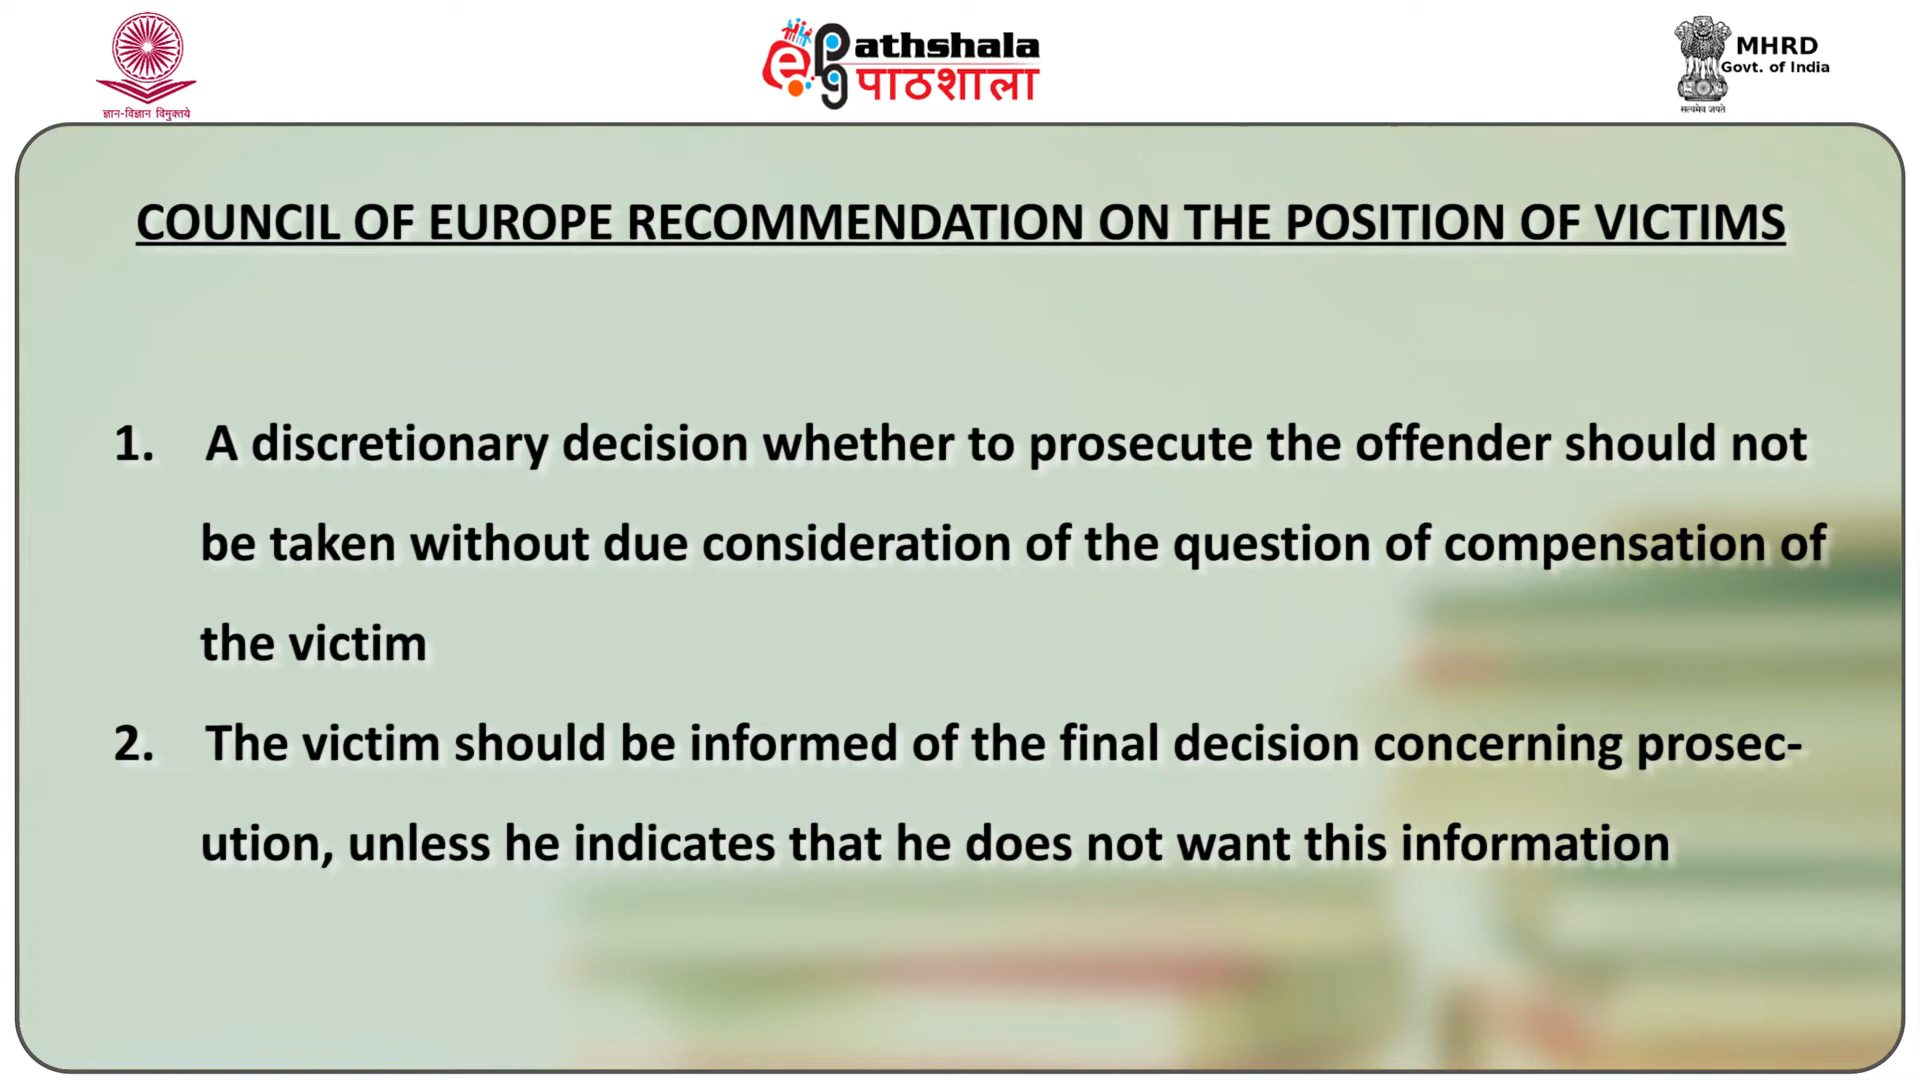 ज्ञान-विज्ञान विमुक्तये
ePG Pathshala
पाठशाला
MHRD
Govt. of India
सत्यमेव जयते
COUNCIL OF EUROPE RECOMMENDATION ON THE POSITION OF VICTIMS
1. A discretionary decision whether to prosecute the offender should not
be taken without due consideration of the question of compensation of
the victim
2. The victim should be informed of the final decision concerning prosec-
ution, unless he indicates that he does not want this information